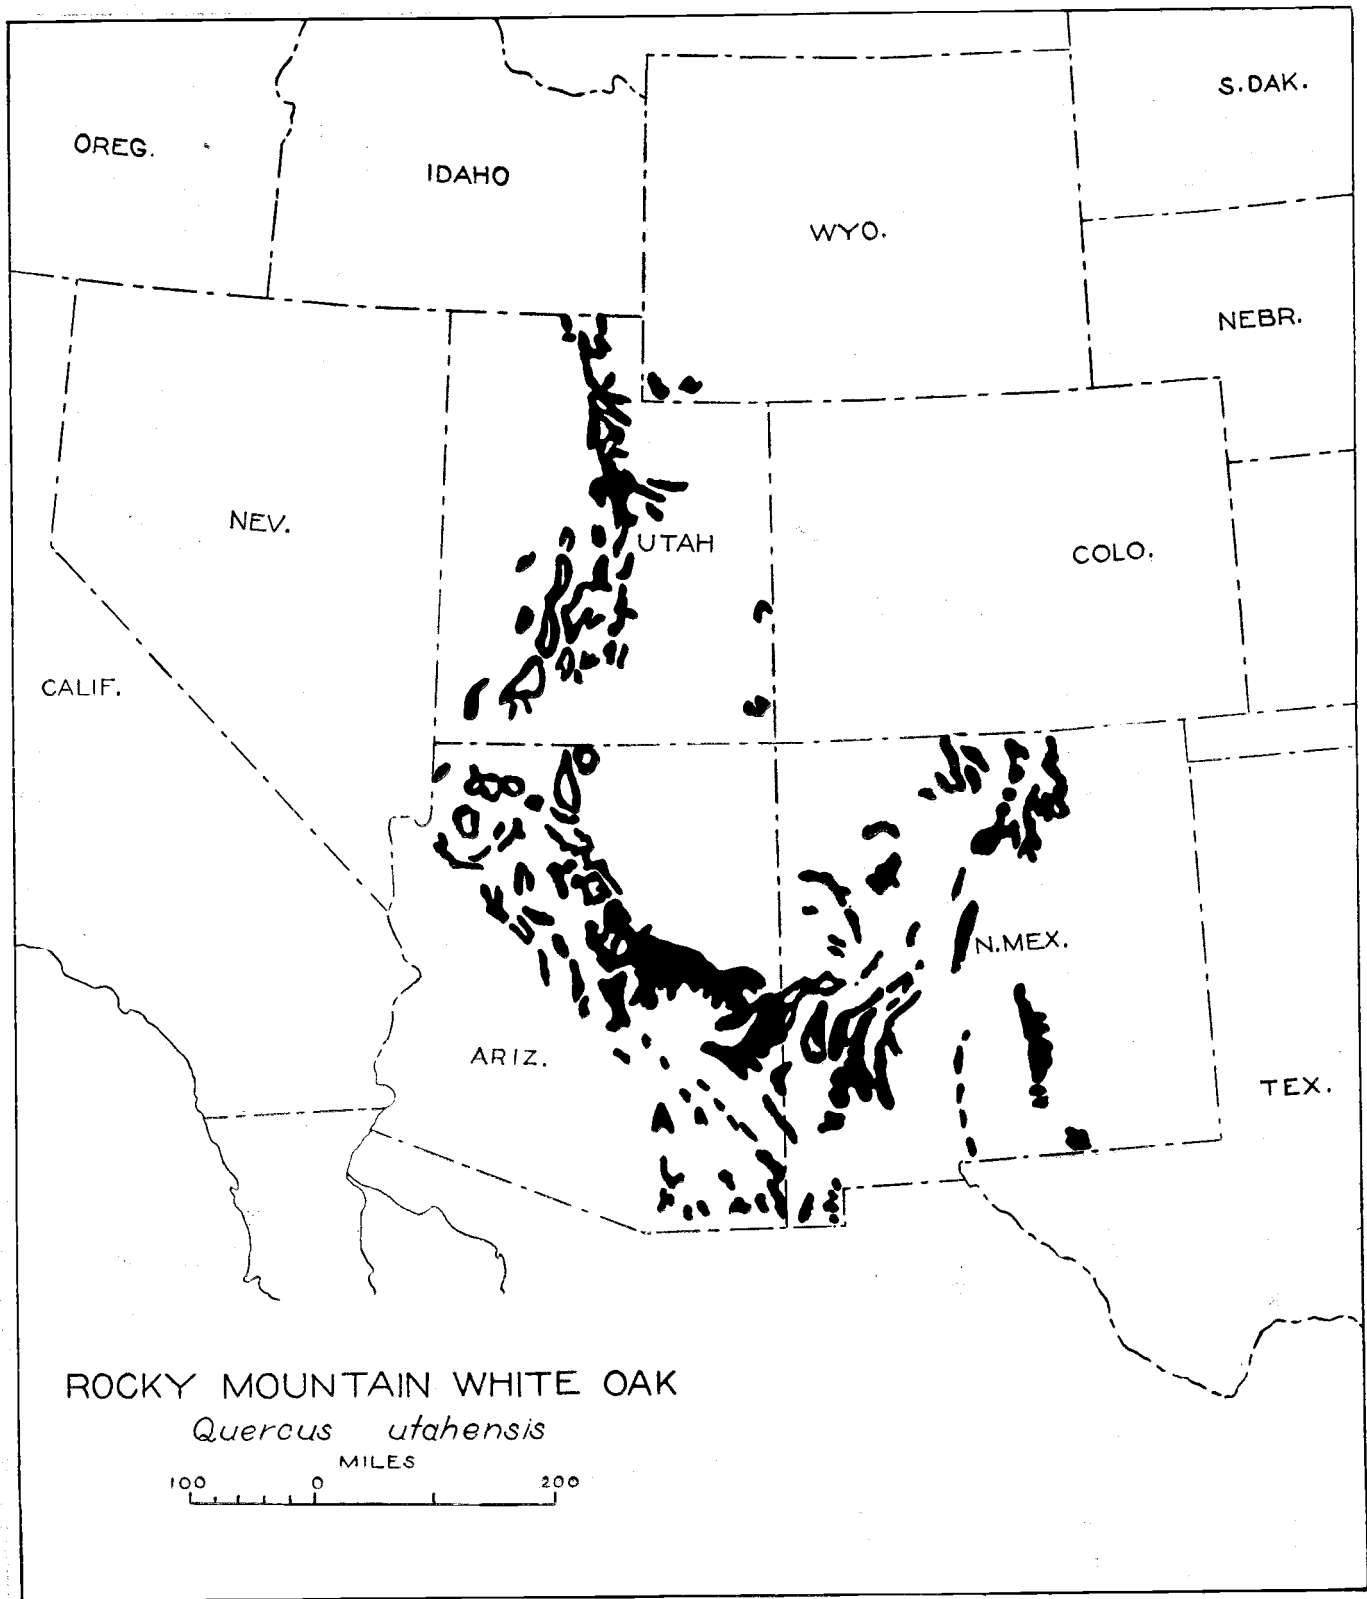 S.DAK.
OREG.
IDAHO
WYO.
NEBR.
NEV.
UTAH
COLO.
CALIF.
N.MEX.
ARIZ.
TEX.
ROCKY MOUNTAIN WHITE OAK
Quercus utahensis
MILES
100 0 200